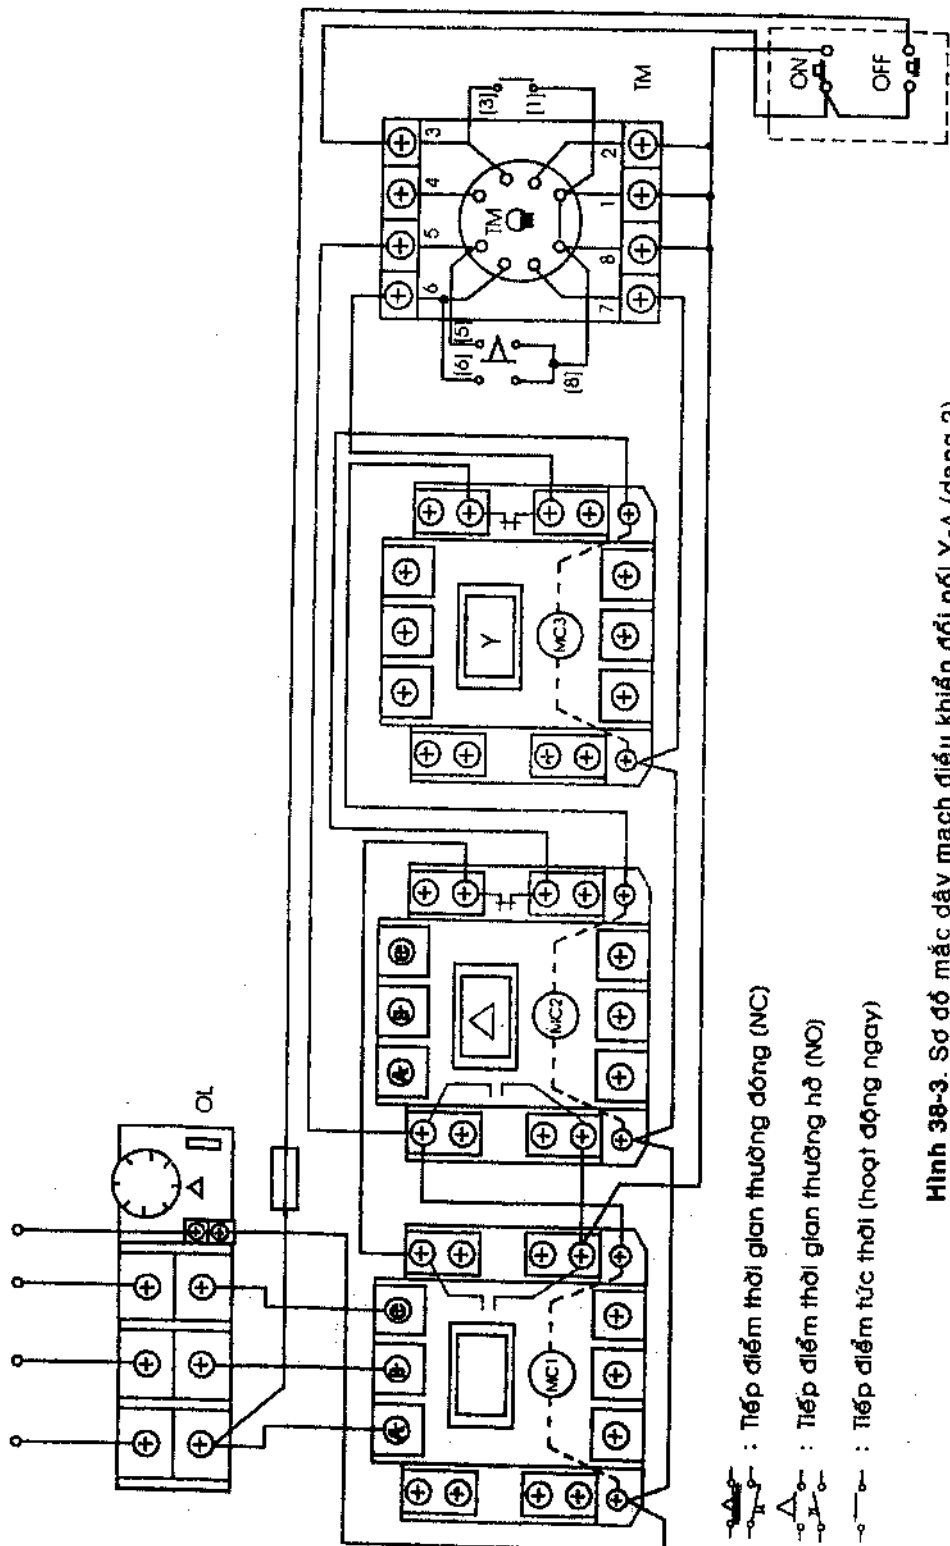 OL
A
B
C
MC1
A
B
C
MC2
Y
MC3
6
5
4
3
TM
[6]
[5]
[8]
[3]
[1]
7
8
1
2
TM
ON
OFF
: Tiếp điểm thời gian thường đóng (NC)
: Tiếp điểm thời gian thường hở (NO)
: Tiếp điểm tức thời (hoạt động ngay)
Hình 38-3. Sơ đồ mắc dây mạch điều khiển đổi nối Y-Δ (dạng 2)